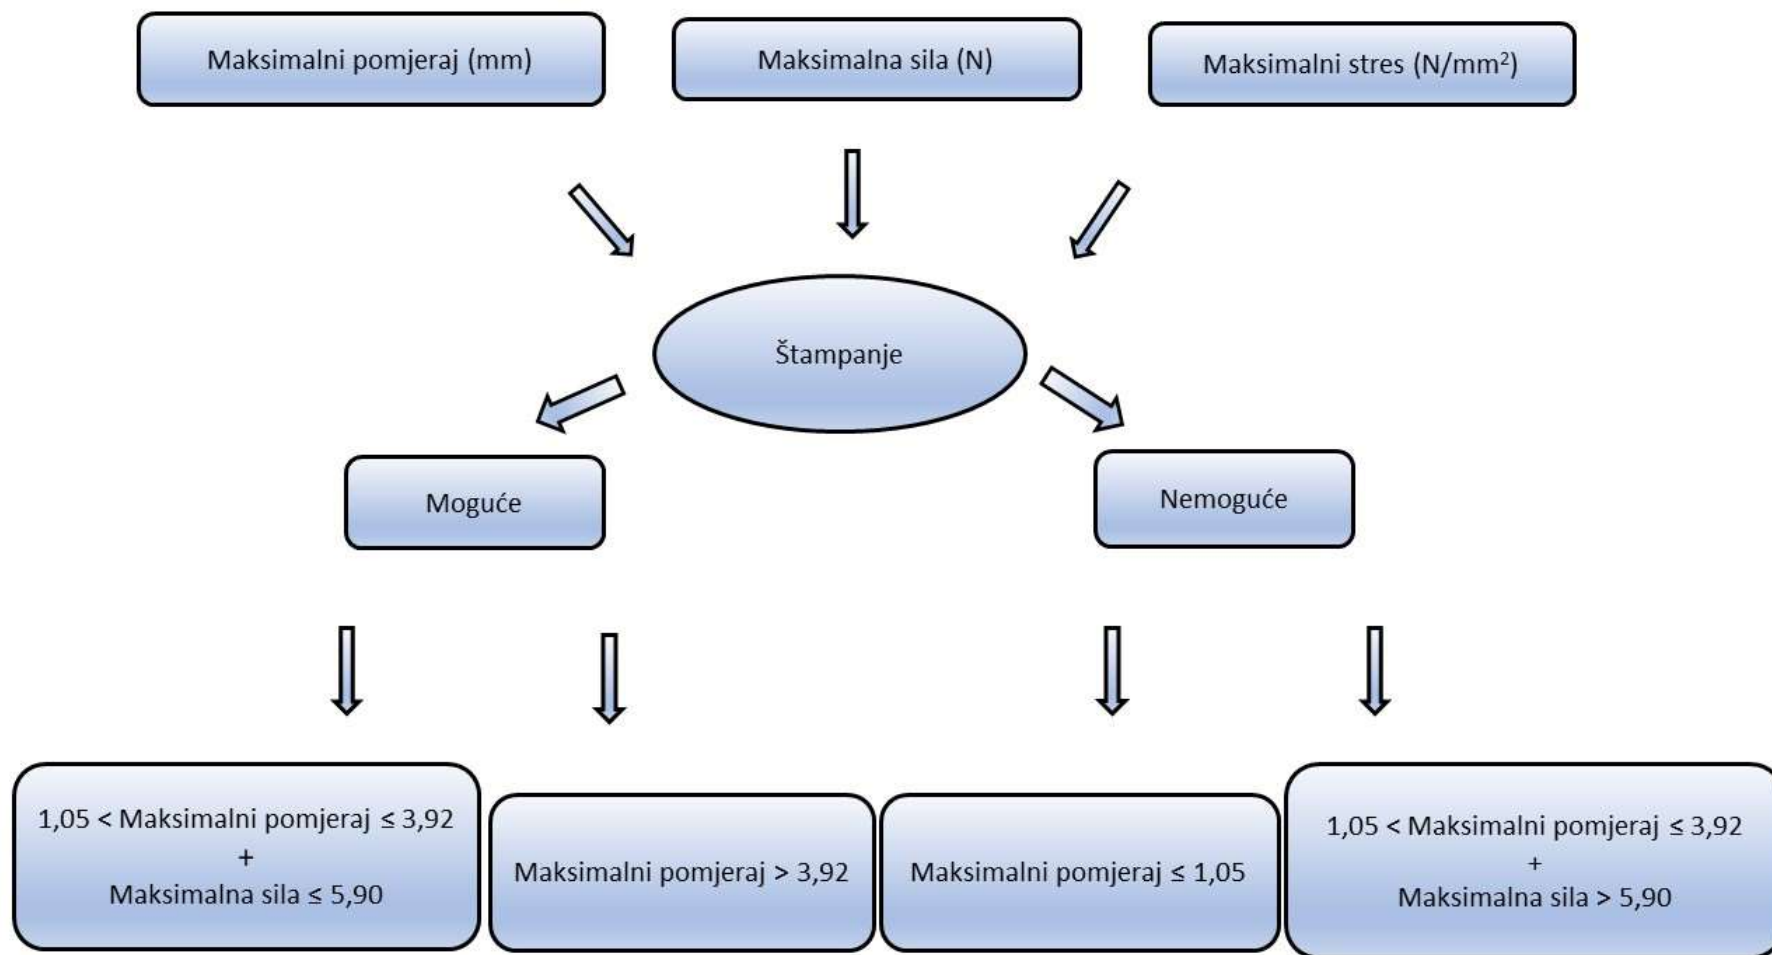 Maksimalni pomjeraj (mm)
Maksimalna sila (N)
Maksimalni stres (N/mm²)
Štampanje
Moguće
Nemoguće
1,05 < Maksimalni pomjeraj ≤ 3,92
+
Maksimalna sila ≤ 5,90
Maksimalni pomjeraj > 3,92
Maksimalni pomjeraj ≤ 1,05
1,05 < Maksimalni pomjeraj ≤ 3,92
+
Maksimalna sila > 5,90